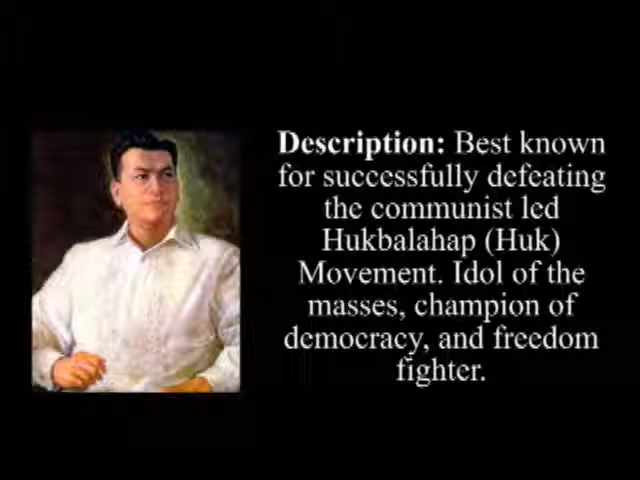 Description: Best known
for successfully defeating
the communist led
Hukbalahap (Huk)
Movement. Idol of the
masses, champion of
democracy, and freedom
fighter.